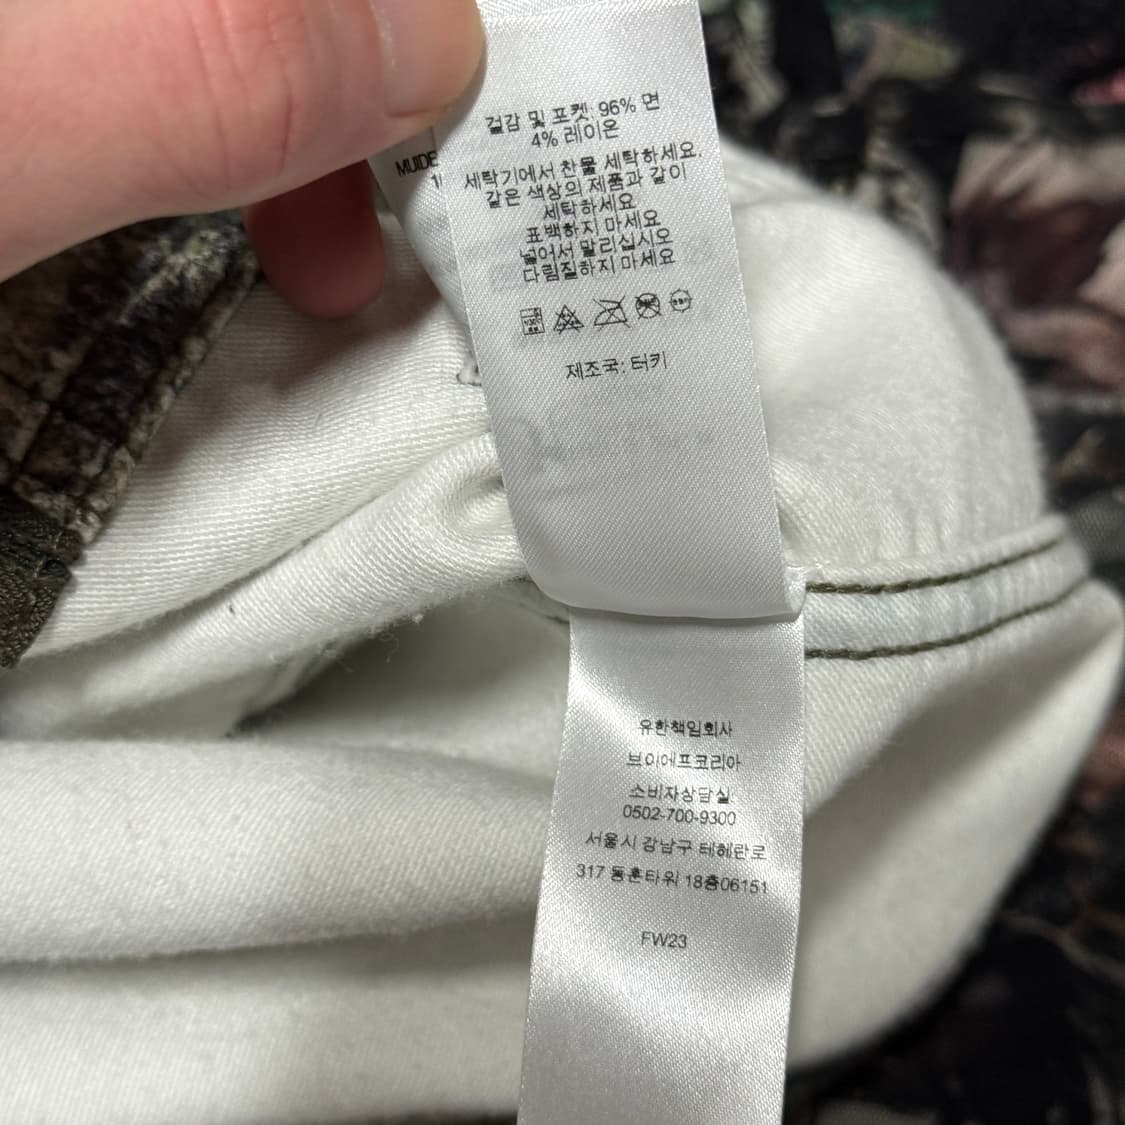 걸감 및 포켓: 96% 면
4% 레이온
MUIDE
세탁기에서 찬물 세탁하세요.
같은 색상의 제품과 같이
세탁하세요
표백하지 마세요
널어서 말리십시오
다림질하지 마세요
제조국: 터키
유한책임회사
브이에프코리아
소비자상담실
0502-700-9300
서울시 강남구 테헤란로
317 동훈타워 18층06151
FW23